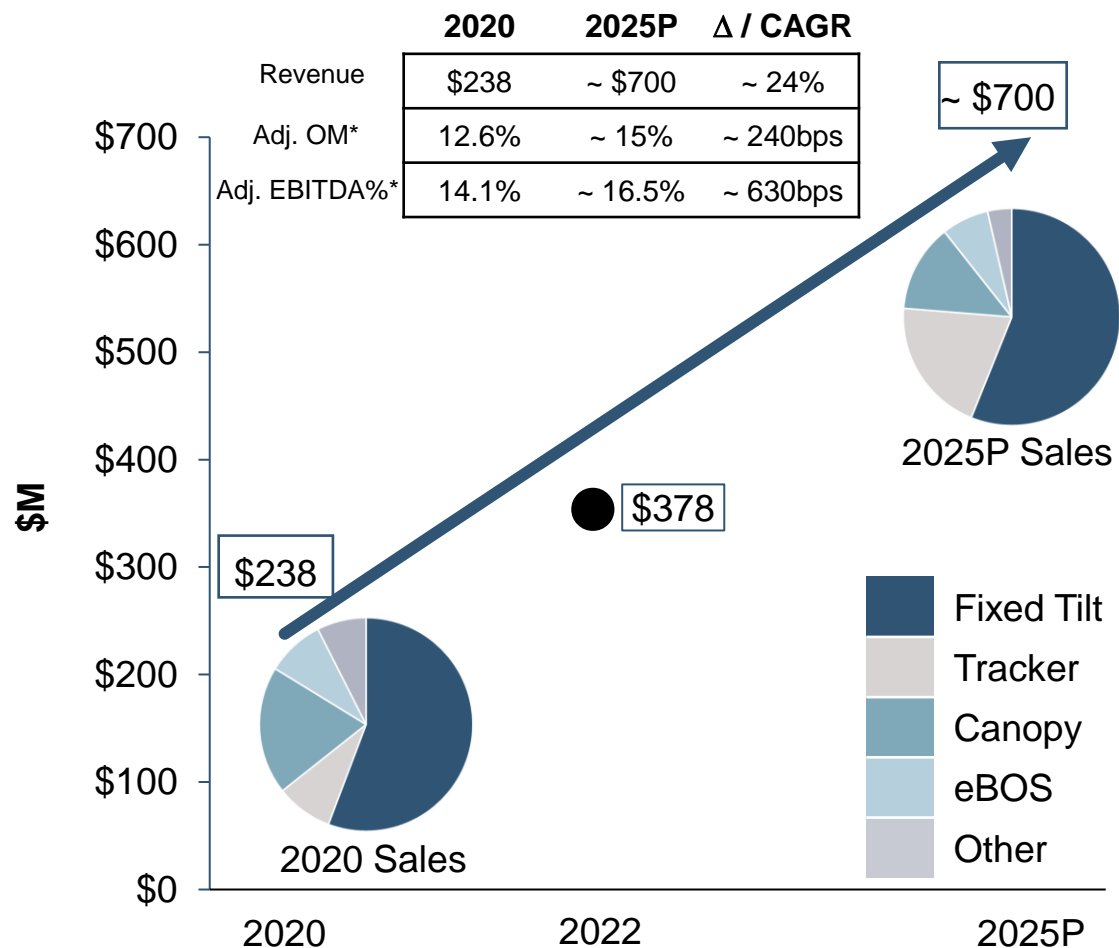 2020 2025P Δ / CAGR
Revenue $238 ~ $700 ~ 24%
Adj. OM* 12.6% ~ 15% ~ 240bps
Adj. EBITDA%* 14.1% ~ 16.5% ~ 630bps
~ $700
$700
$600
$500
$400
$300
$200
$100
$0
$M
2025P Sales
$378
$238
2020 Sales
Fixed Tilt
Tracker
Canopy
eBOS
Other
2020 2022 2025P